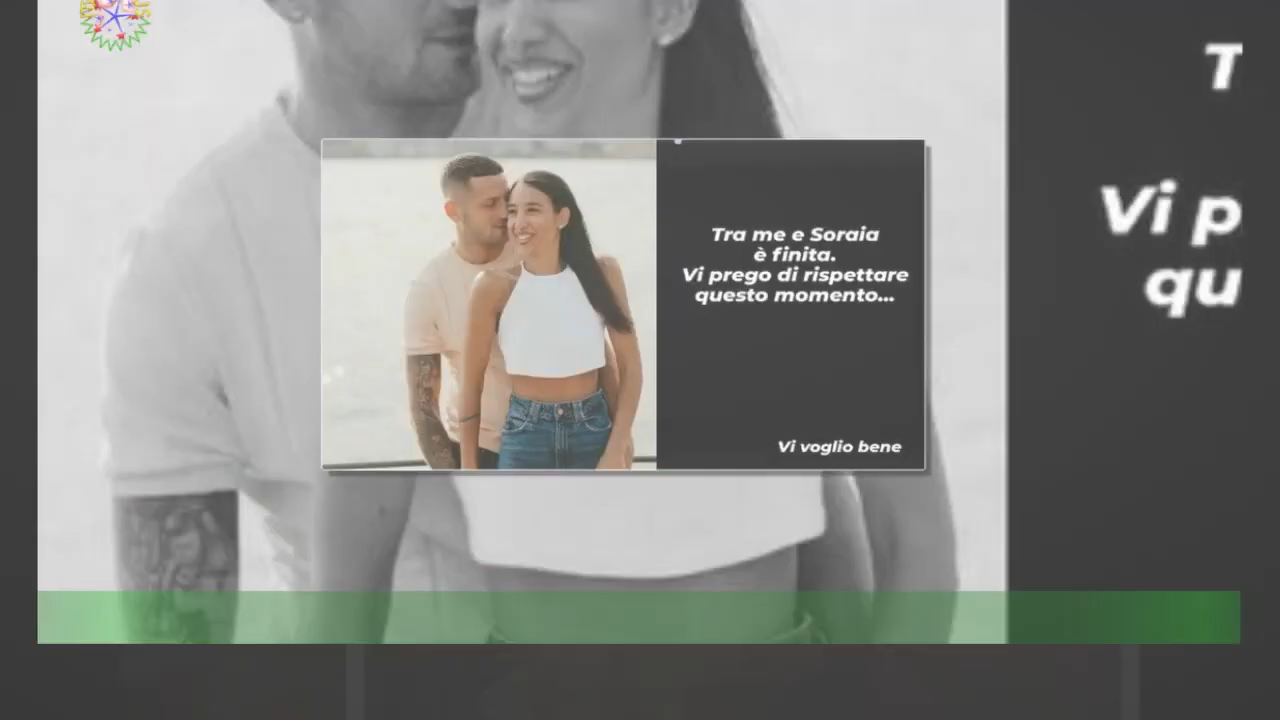 Tra me e Soraia
è finita.
Vi prego di rispettare
questo momento...
Vi voglio bene
T
Vi p
qu